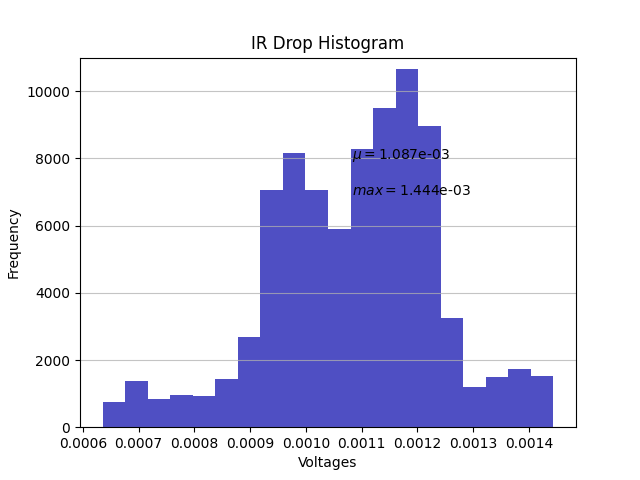 IR Drop Histogram
10000
8000
6000
4000
2000
0
Frequency
μ = 1.087e-03
max = 1.444e-03
0.0006 0.0007 0.0008 0.0009 0.0010 0.0011 0.0012 0.0013 0.0014
Voltages